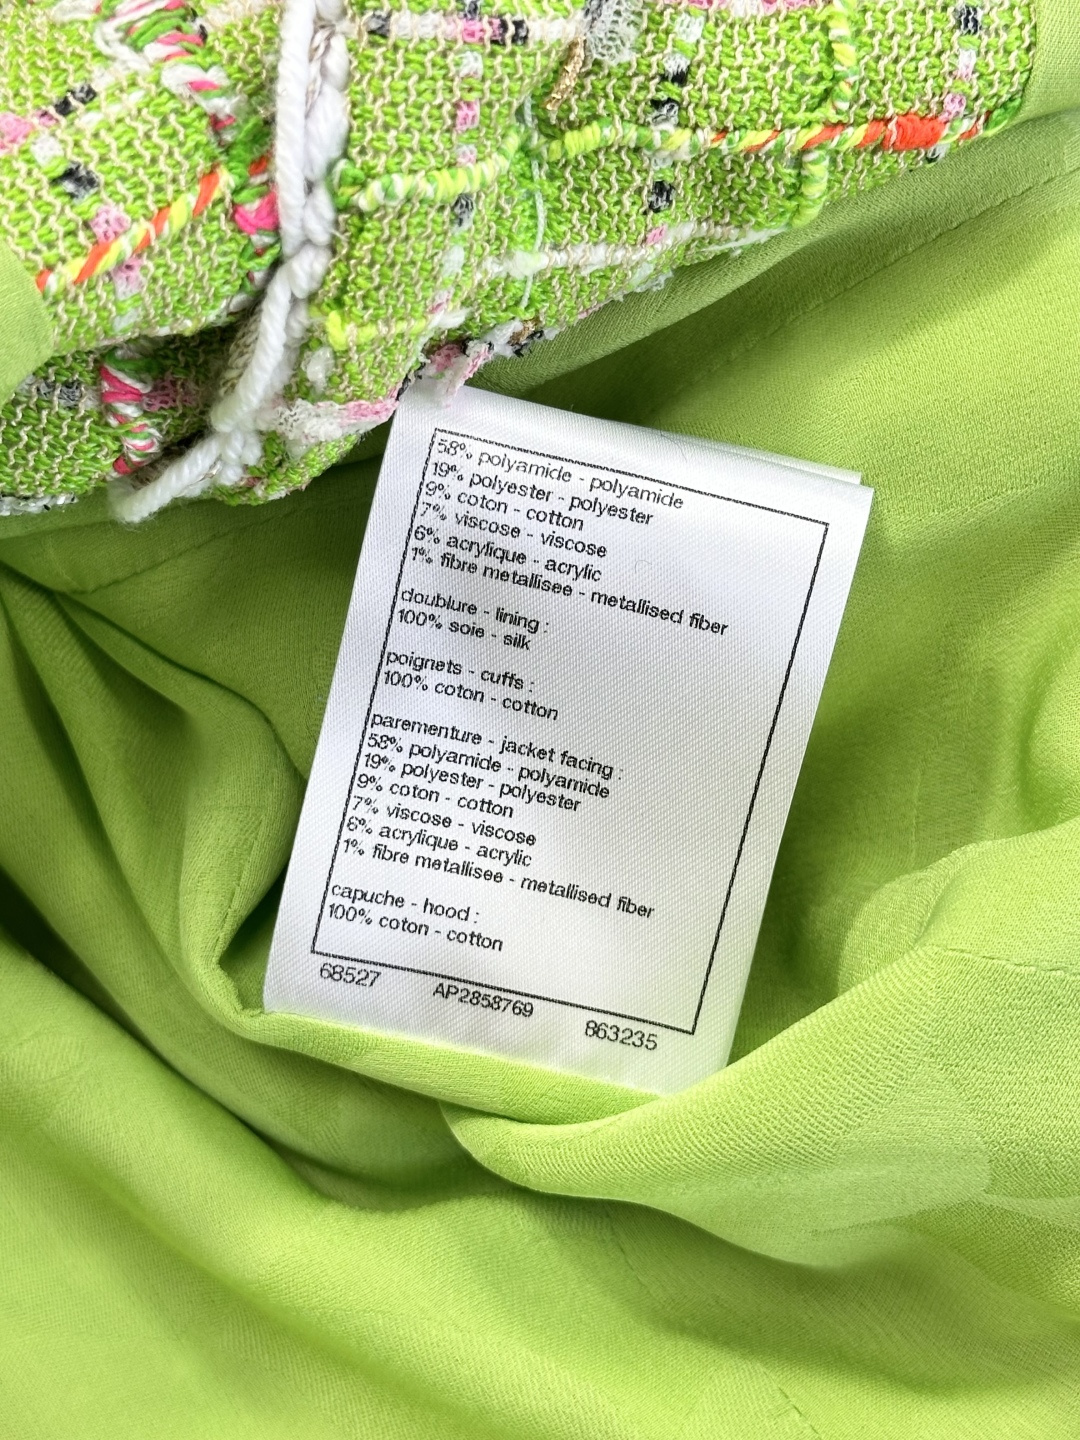 58% polyamide - polyamide
19% polyester - polyester
9% coton - cotton
7% viscose - viscose
6% acrylique - acrylic
1% fibre metallisee - metallised fiber
doublure - lining :
100% soie - silk
poignets - cuffs :
100% coton - cotton
parementure - jacket facing :
58% polyamide - polyamide
19% polyester - polyester
9% coton - cotton
7% viscose - viscose
6% acrylique - acrylic
1% fibre metallisee - metallised fiber
capuche - hood :
100% coton - cotton
68527 AP2858769 863235